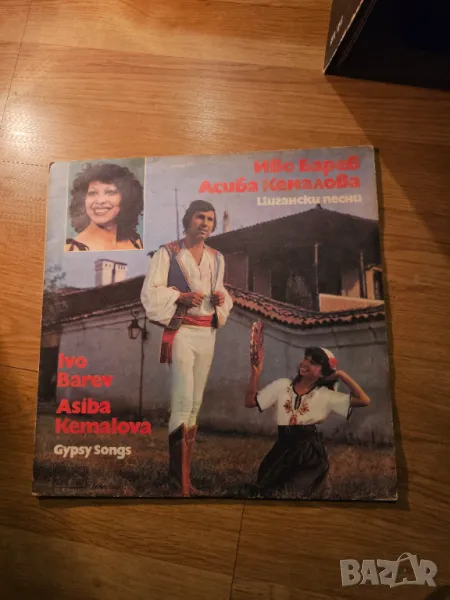 Иво Барев
Асиба Кемалова
Цигански песни
Ivo
Barev
Asiba
Kemalova
Gypsy Songs
BAZAR